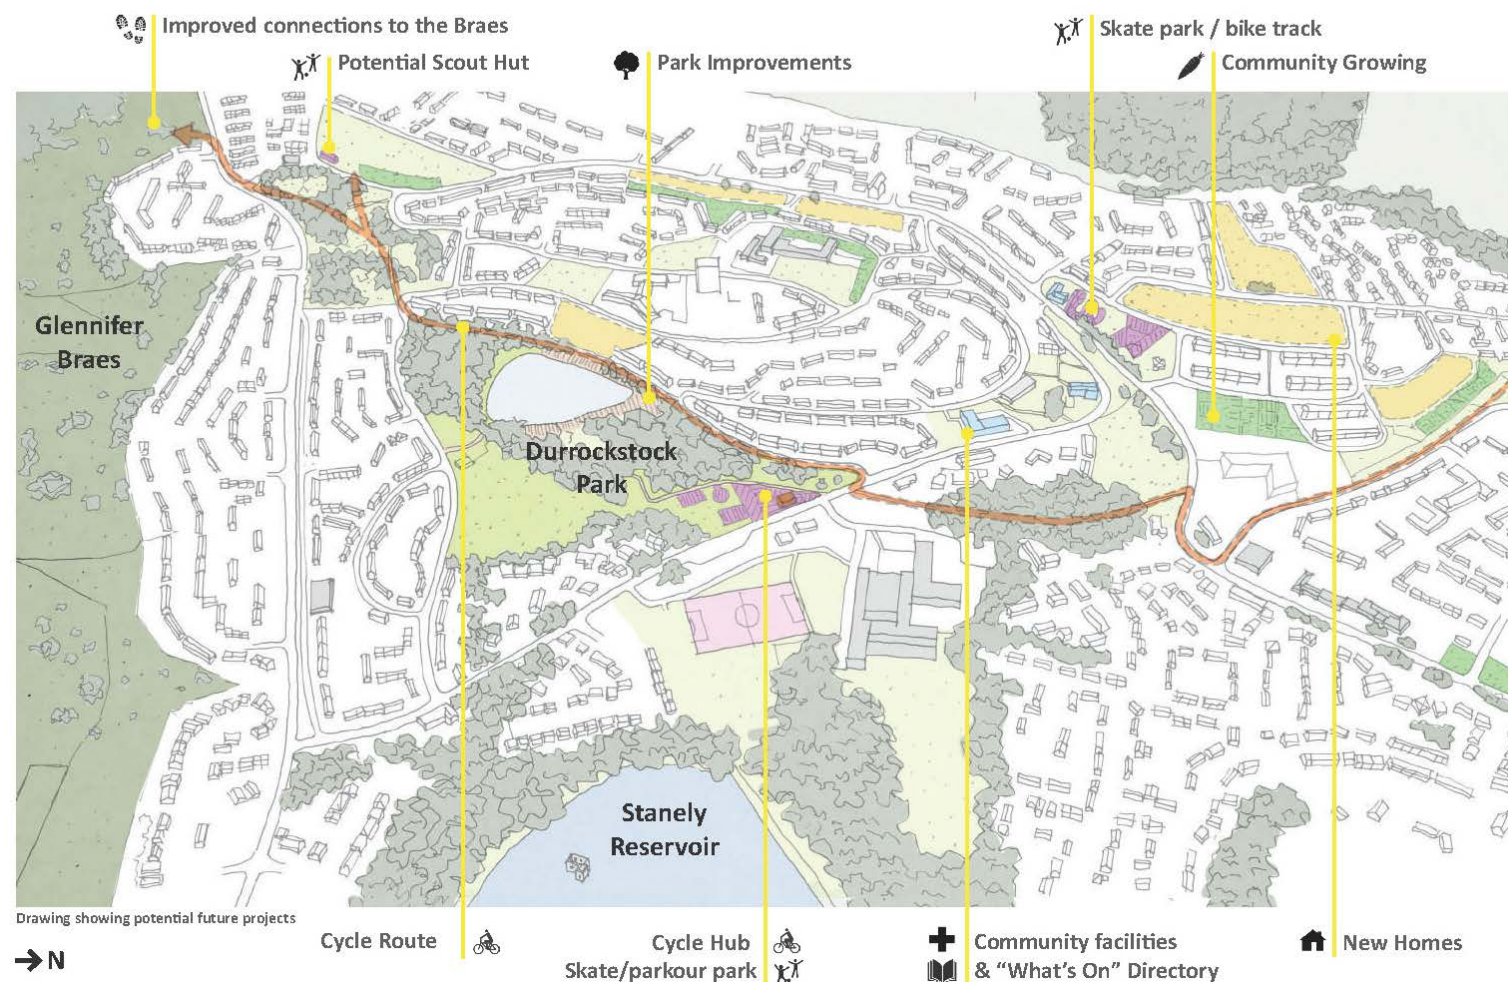 Improved connections to the Braes
Skate park / bike track
Potential Scout Hut
Park Improvements
Community Growing
Glennifer
Braes
Durrockstock
Park
Stanely
Reservoir
Drawing showing potential future projects
N
Cycle Route
Cycle Hub
Skate/parkour park
Community facilities
& “What’s On” Directory
New Homes